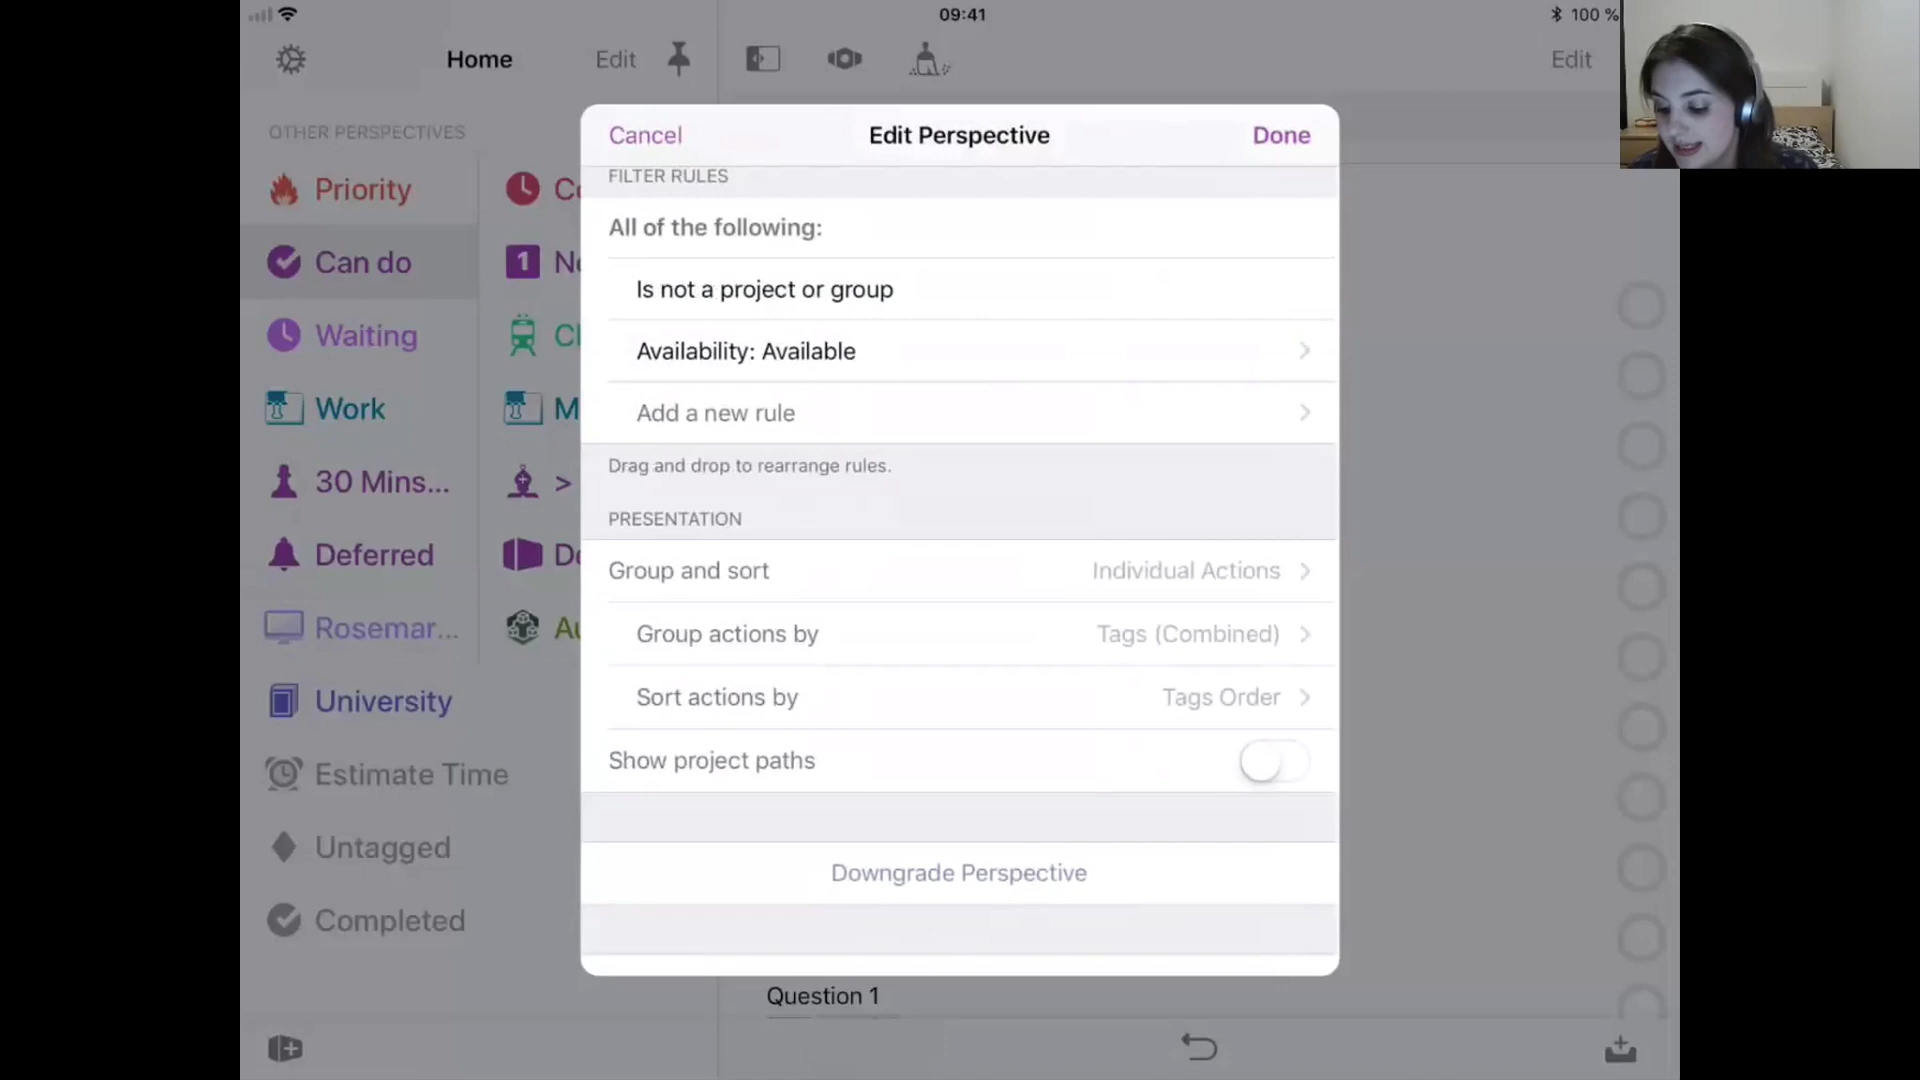 09:41
100 %
Home
Edit
Edit
OTHER PERSPECTIVES
Priority
Can do
Waiting
Work
30 Mins...
>
Deferred
Rosemar...
University
Estimate Time
Untagged
Completed
Cancel
Edit Perspective
Done
FILTER RULES
All of the following:
Is not a project or group
Availability: Available
Add a new rule
Drag and drop to rearrange rules.
PRESENTATION
Group and sort
Individual Actions
Group actions by
Tags (Combined)
Sort actions by
Tags Order
Show project paths
Downgrade Perspective
Question 1